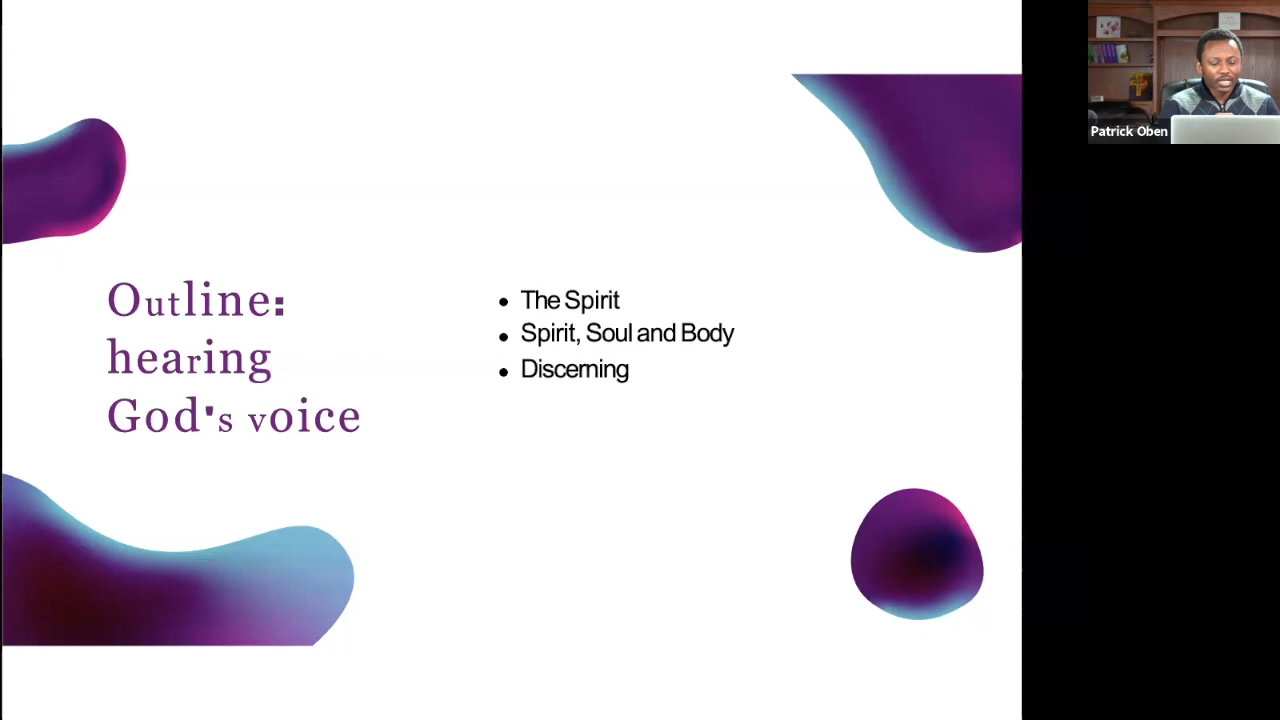 Outline:
hearing
God's voice
• The Spirit
• Spirit, Soul and Body
• Discerning
Patrick Oben